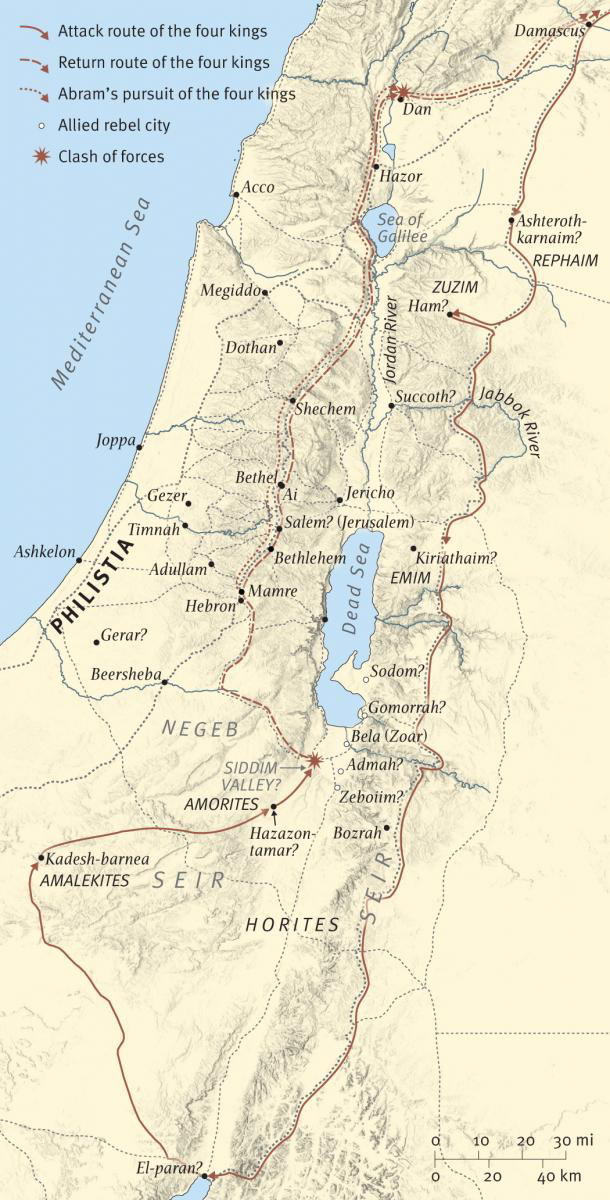 Attack route of the four kings
Return route of the four kings
Abram's pursuit of the four kings
Allied rebel city
Clash of forces
Damascus
Dan
Hazor
Acco
Sea of
Galilee
Ashteroth-
karnaim?
REPHAIM
Mediterranean Sea
Megiddo
ZUZIM
Ham?
Dothan
Jordan River
Shechem
Succoth?
Jabbok River
Joppa
Bethel
Ai
Jericho
Gezer
Salem? (Jerusalem)
Timnah
Ashkelon
Bethlehem
Kiriathaim?
Adullam
EMIM
PHILISTIA
Dead Sea
Mamre
Hebron
Gerar?
Beersheba
Sodom?
Gomorrah?
NEGEB
Bela (Zoar)
SIDDIM
VALLEY?
Admah?
AMORITES
Zeboiim?
Hazazon-
tamar?
Bozrah
Kadesh-barnea
AMALEKITES
SEIR
SEIR
HORITES
El-paran?
0 10 20 30 mi
0 20 40 km